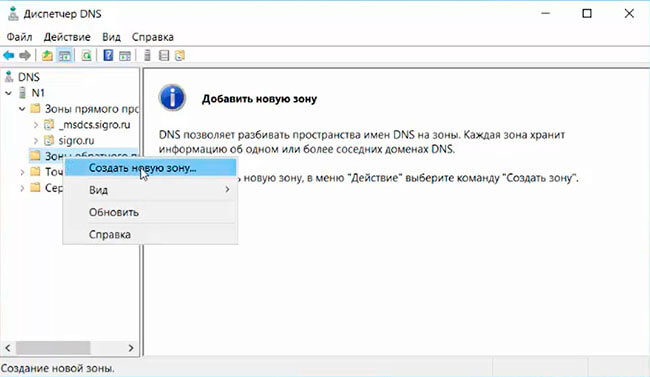 Диспетчер DNS
Файл Действие Вид Справка
DNS
N1
Зоны прямого про
_msdcs.sigro.ru
sigro.ru
Зоны обратного п
Точ
Сер
Создать новую зону...
Вид
Обновить
Справка
Добавить новую зону
DNS позволяет разбивать пространства имен DNS на зоны. Каждая зона хранит
информацию об одном или более соседних доменах DNS.
ь новую зону, в меню "Действие" выберите команду "Создать зону".
Создание новой зоны.